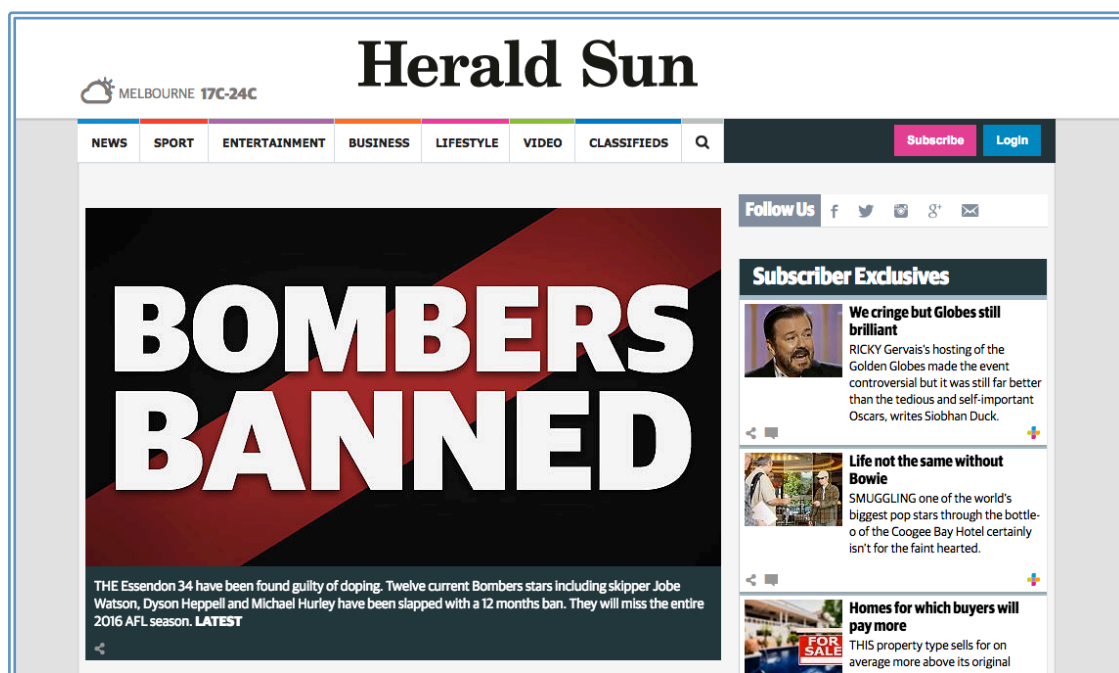 Herald Sun
MELBOURNE 17C-24C
NEWS SPORT ENTERTAINMENT BUSINESS LIFESTYLE VIDEO CLASSIFIEDS
Subscribe Login
BOMBERS
BANNED
THE Essendon 34 have been found guilty of doping. Twelve current Bombers stars including skipper Jobe
Watson, Dyson Heppell and Michael Hurley have been slapped with a 12 months ban. They will miss the entire
2016 AFL season. LATEST
Follow Us
Subscriber Exclusives
We cringe but Globes still
brilliant
RICKY Gervais's hosting of the
Golden Globes made the event
controversial but it was still far better
than the tedious and self-important
Oscars, writes Siobhan Duck.
Life not the same without
Bowie
SMUGGLING one of the world's
biggest pop stars through the bottle-
o of the Coogee Bay Hotel certainly
isn't for the faint hearted.
FOR
SALE
Homes for which buyers will
pay more
THIS property type sells for on
average more above its original